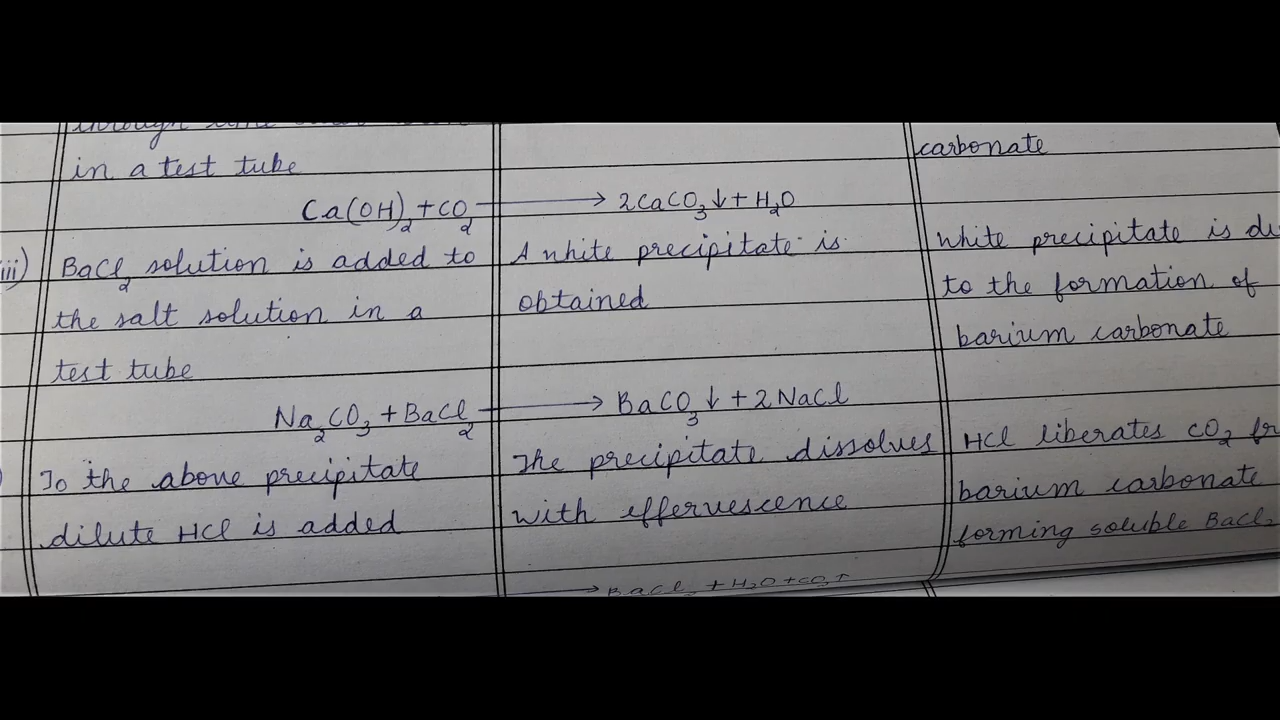 in a test tube
carbonate
Ca(OH)₂ + CO₂ → 2CaCO₃↓ + H₂O
iii) BaCl₂ solution is added to
the salt solution in a
test tube
A white precipitate is
obtained
White precipitate is
to the formation of
barium carbonate
Na₂CO₃ + BaCl₂ → BaCO₃↓ + 2NaCl
To the above precipitate
dilute HCl is added
The precipitate dissolves
with effervescence
HCl liberates CO₂
barium carbonate
forming soluble BaCl₂
→ BaCl₂ + H₂O + CO₂↑